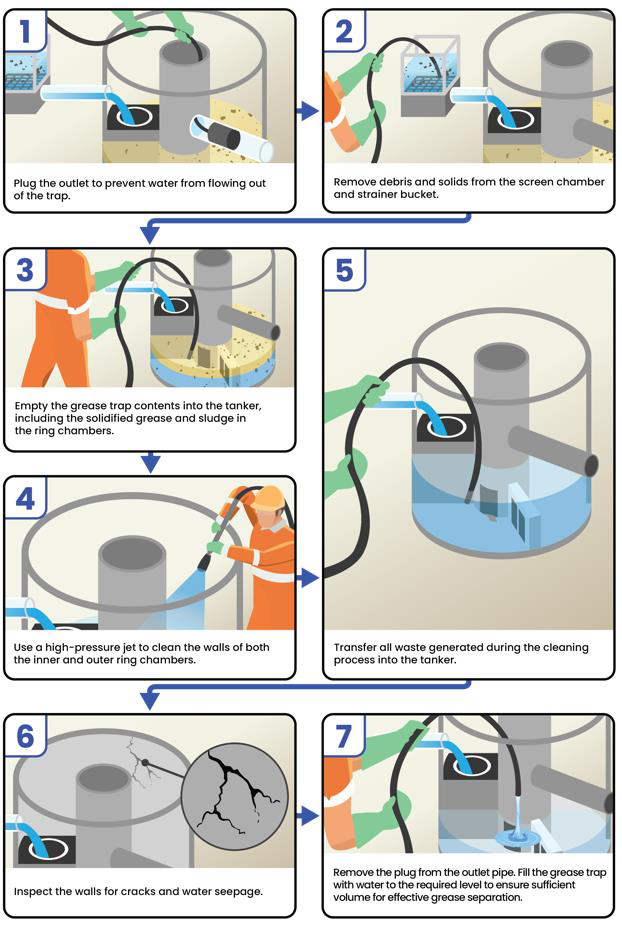 1
Plug the outlet to prevent water from flowing out
of the trap.
2
Remove debris and solids from the screen chamber
and strainer bucket.
3
Empty the grease trap contents into the tanker,
including the solidified grease and sludge in
the ring chambers.
4
Use a high-pressure jet to clean the walls of both
the inner and outer ring chambers.
5
Transfer all waste generated during the cleaning
process into the tanker.
6
Inspect the walls for cracks and water seepage.
7
Remove the plug from the outlet pipe. Fill the grease trap
with water to the required level to ensure sufficient
volume for effective grease separation.